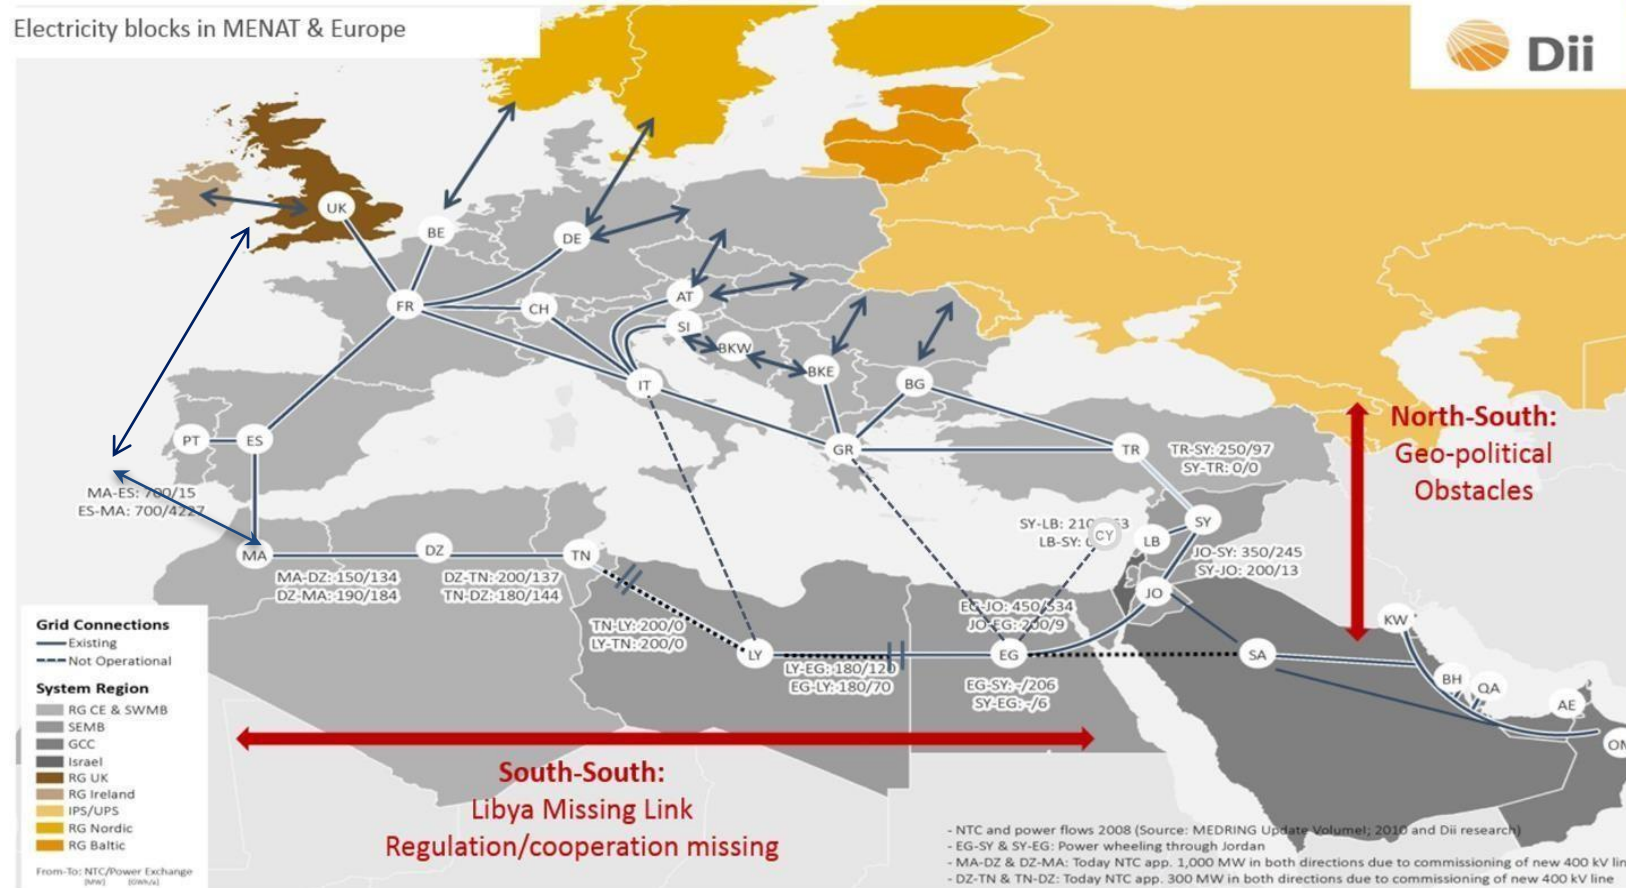 Electricity blocks in MENAT & Europe
Dii
UK
BE
DE
FR
CH
AT
SI
BKW
BKE
BG
IT
PT
ES
GR
TR
TR-SY: 250/97
SY-TR: 0/0
North-South:
Geo-political
Obstacles
MA-ES: 700/15
ES-MA: 700/4227
MA
DZ
TN
MA-DZ: 150/134
DZ-MA: 190/184
DZ-TN: 200/137
TN-DZ: 180/144
TN-LY: 200/0
LY-TN: 200/0
SY-LB: 210
LB-SY:
CY
LB
SY
JO-SY: 350/245
SY-JO: 200/13
JO
EG-JO: 450/534
JO-EG: 200/9
LY
LY-EG: 180/120
EG-LY: 180/70
EG
EG-SY: -/206
SY-EG: -/6
SA
KW
BH
QA
AE
Grid Connections
Existing
Not Operational
System Region
RG CE & SWMB
SEMB
GCC
Israel
RG UK
RG Ireland
IPS/UPS
RG Nordic
RG Baltic
From-To: NTC/Power Exchange
[MW] [GWh/a]
South-South:
Libya Missing Link
Regulation/cooperation missing
- NTC and power flows 2008 (Source: MEDRING Update VolumeI; 2010 and Dii research)
- EG-SY & SY-EG: Power wheeling through Jordan
- MA-DZ & DZ-MA: Today NTC app. 1,000 MW in both directions due to commissioning of new 400 kV lin
- DZ-TN & TN-DZ: Today NTC app. 300 MW in both directions due to commissioning of new 400 kV line